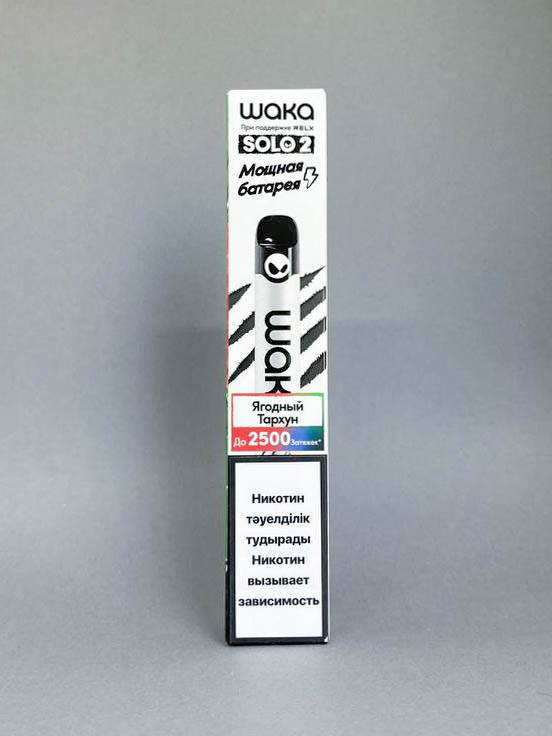 waka
При поддержке RELX
SOLO 2
Мощная
батарея
wak
Ягодный
Тархун
До 2500 Затяжек*
Никотин
тәуелділік
тудырады
Никотин
вызывает
зависимость